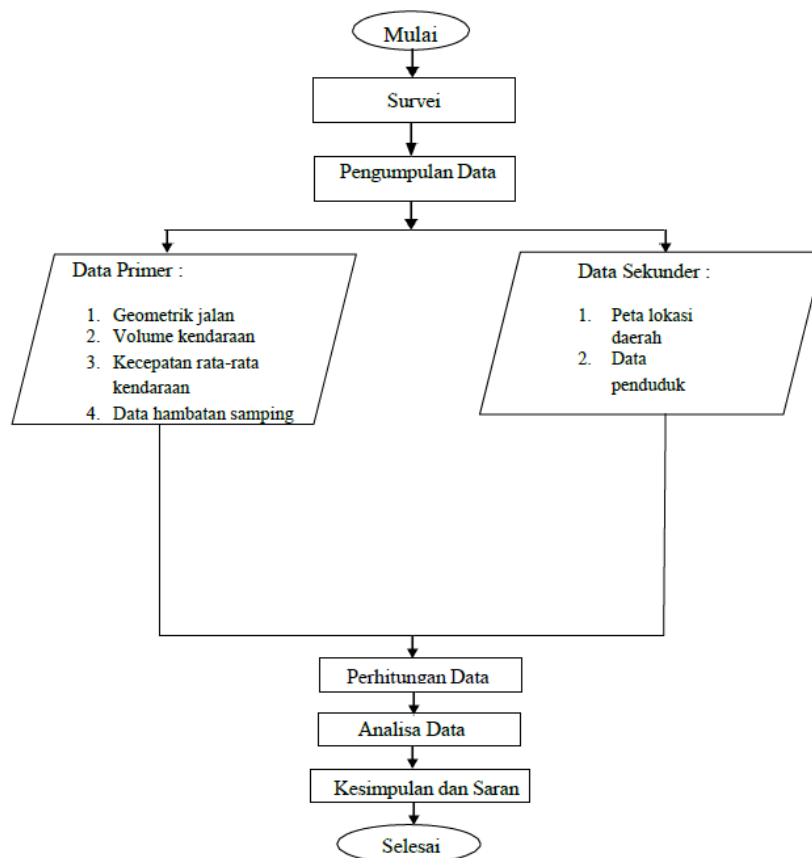 Mulai
Survei
Pengumpulan Data
Data Primer :
1. Geometrik jalan
2. Volume kendaraan
3. Kecepatan rata-rata
kendaraan
4. Data hambatan samping
Data Sekunder :
1. Peta lokasi
daerah
2. Data
penduduk
Perhitungan Data
Analisa Data
Kesimpulan dan Saran
Selesai